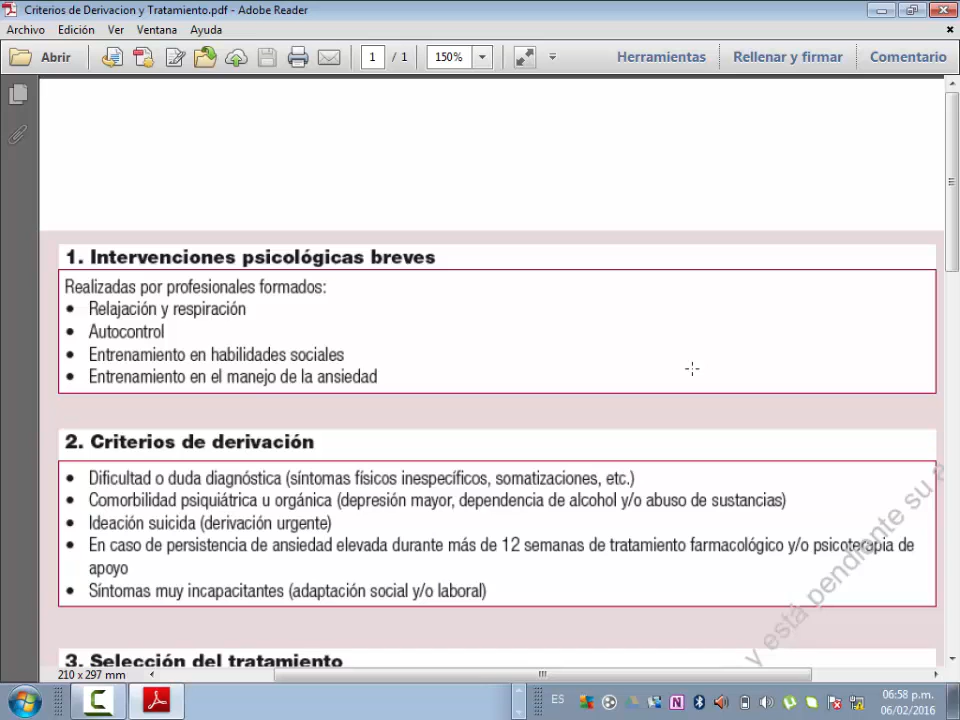 Criterios de Derivacion y Tratamiento.pdf - Adobe Reader
Archivo Edición Ver Ventana Ayuda
Abrir 1 / 1 150% Herramientas Rellenar y firmar Comentario
1. Intervenciones psicológicas breves
Realizadas por profesionales formados:
• Relajación y respiración
• Autocontrol
• Entrenamiento en habilidades sociales
• Entrenamiento en el manejo de la ansiedad
2. Criterios de derivación
• Dificultad o duda diagnóstica (síntomas físicos inespecíficos, somatizaciones, etc.)
• Comorbilidad psiquiátrica u orgánica (depresión mayor, dependencia de alcohol y/o abuso de sustancias)
• Ideación suicida (derivación urgente)
• En caso de persistencia de ansiedad elevada durante más de 12 semanas de tratamiento farmacológico y/o psicoterapia de
apoyo
• Síntomas muy incapacitantes (adaptación social y/o laboral)
y está pendiente su
3. Selección del tratamiento
210 x 297 mm
ES
06:58 p.m.
06/02/2016